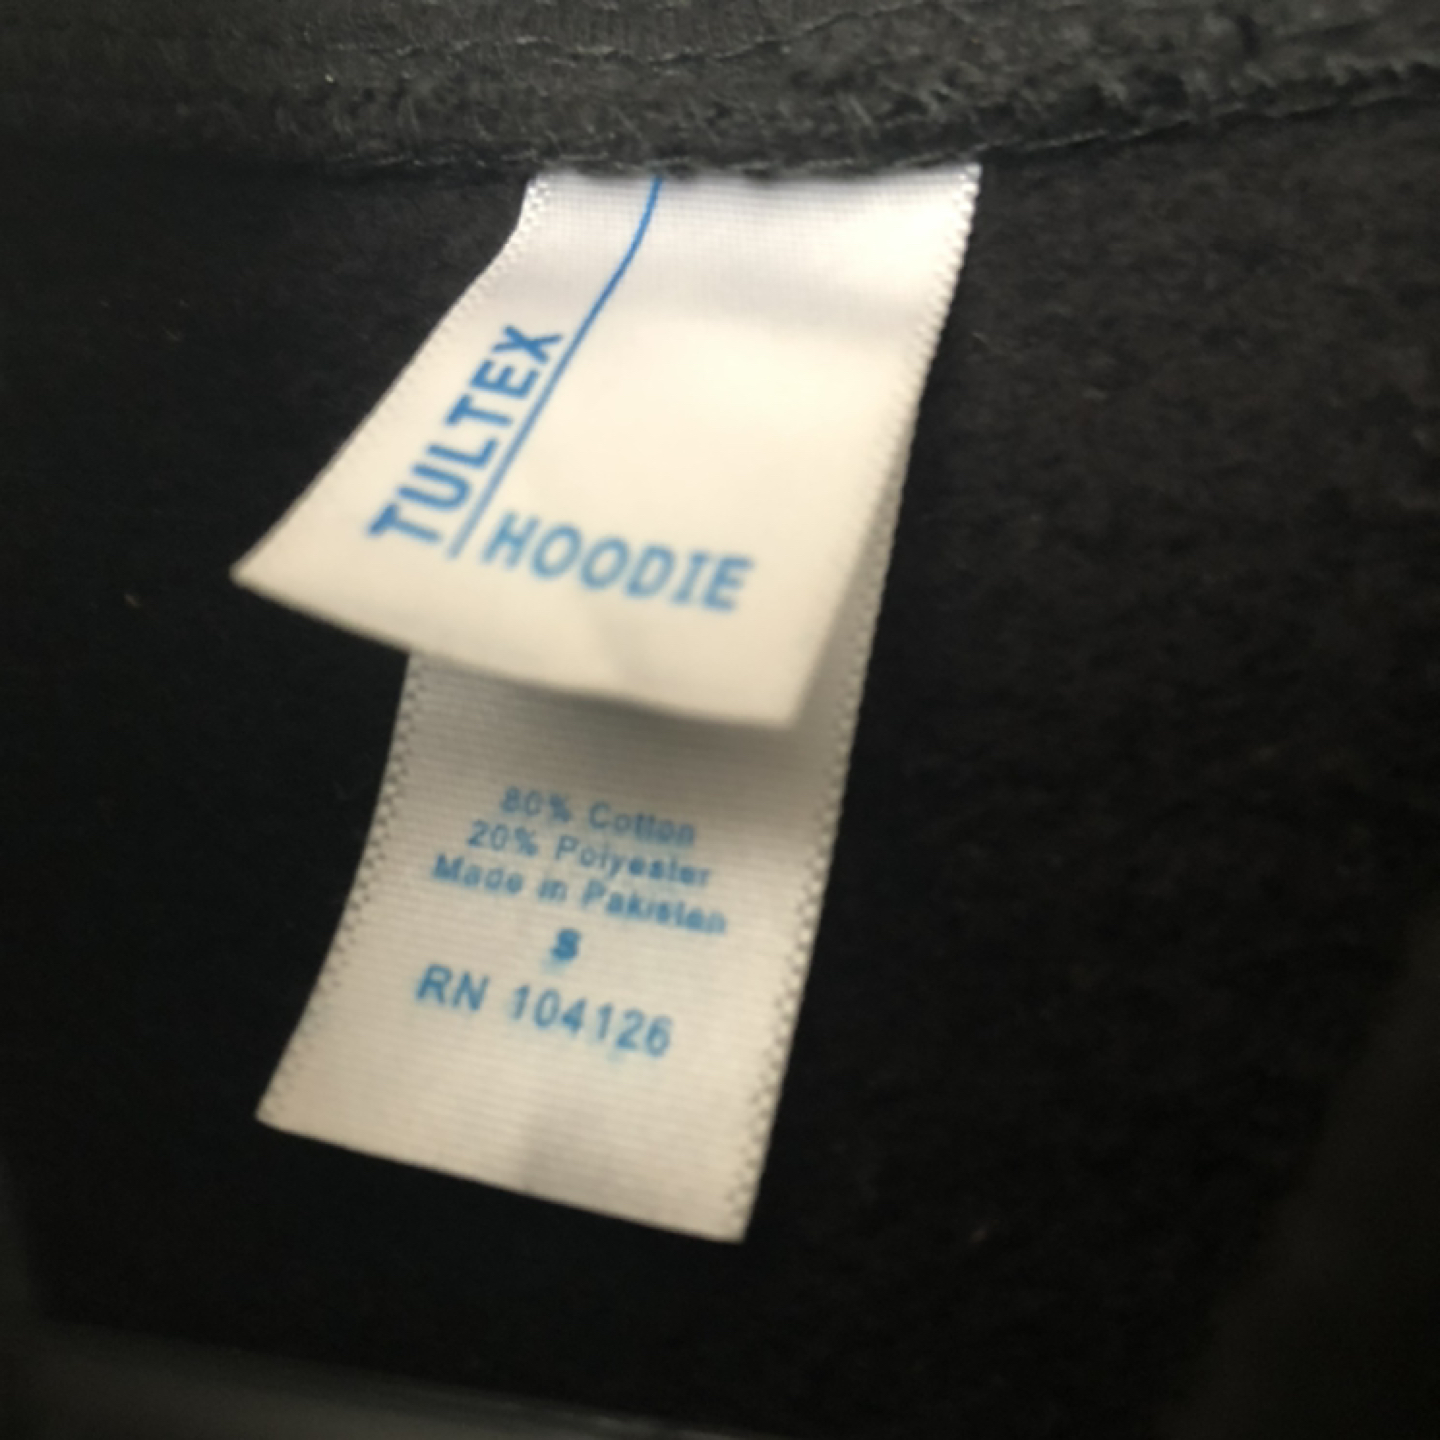 TULTEX
HOODIE
80% Cotton
20% Polyester
Made in Pakistan
S
RN 104126